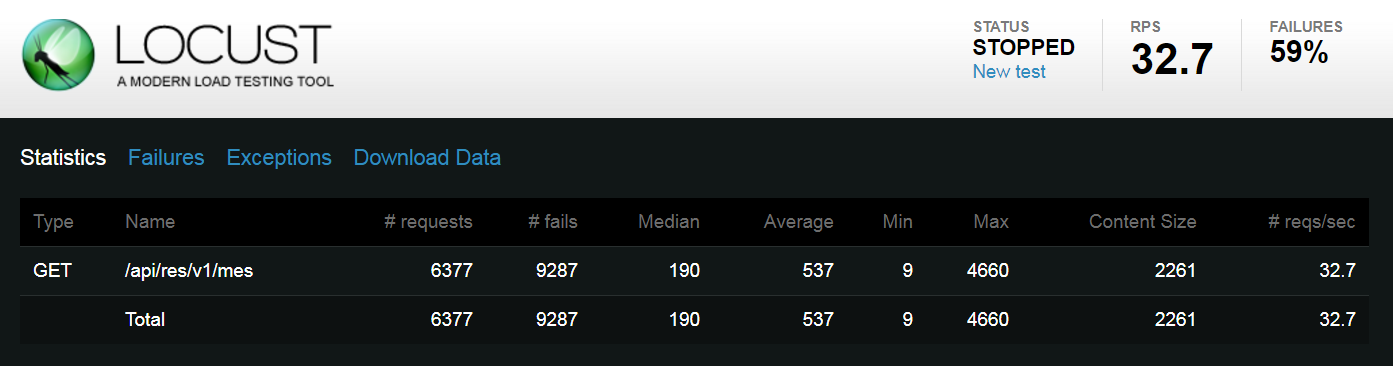 LOCUST
A MODERN LOAD TESTING TOOL
STATUS
STOPPED
New test
RPS
32.7
FAILURES
59%
Statistics Failures Exceptions Download Data
Type Name # requests # fails Median Average Min Max Content Size # reqs/sec
GET /api/res/v1/mes 6377 9287 190 537 9 4660 2261 32.7
Total 6377 9287 190 537 9 4660 2261 32.7